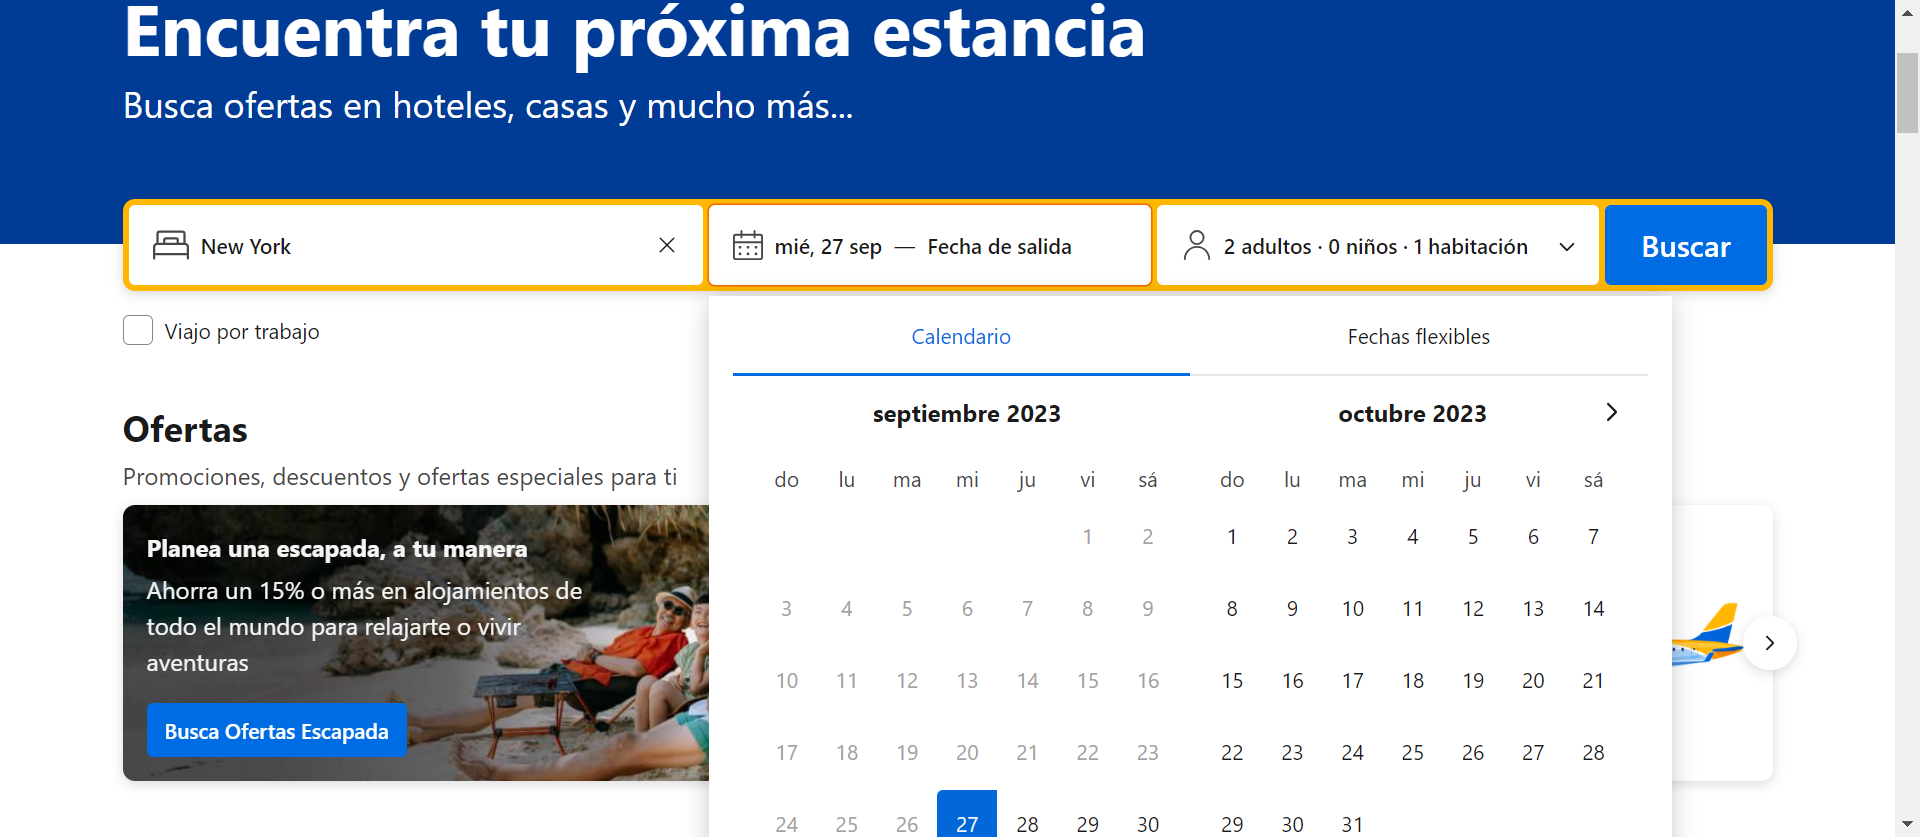 Encuentra tu próxima estancia
Busca ofertas en hoteles, casas y mucho más...
New York
mié, 27 sep — Fecha de salida
2 adultos · 0 niños · 1 habitación
Buscar
Viajo por trabajo
Calendario
Fechas flexibles
septiembre 2023
do lu ma mi ju vi sá
1 2
3 4 5 6 7 8 9
10 11 12 13 14 15 16
17 18 19 20 21 22 23
24 25 26 27 28 29 30
octubre 2023
do lu ma mi ju vi sá
1 2 3 4 5 6 7
8 9 10 11 12 13 14
15 16 17 18 19 20 21
22 23 24 25 26 27 28
29 30 31
Ofertas
Promociones, descuentos y ofertas especiales para ti
Planea una escapada, a tu manera
Ahorra un 15% o más en alojamientos de
todo el mundo para relajarte o vivir
aventuras
Busca Ofertas Escapada